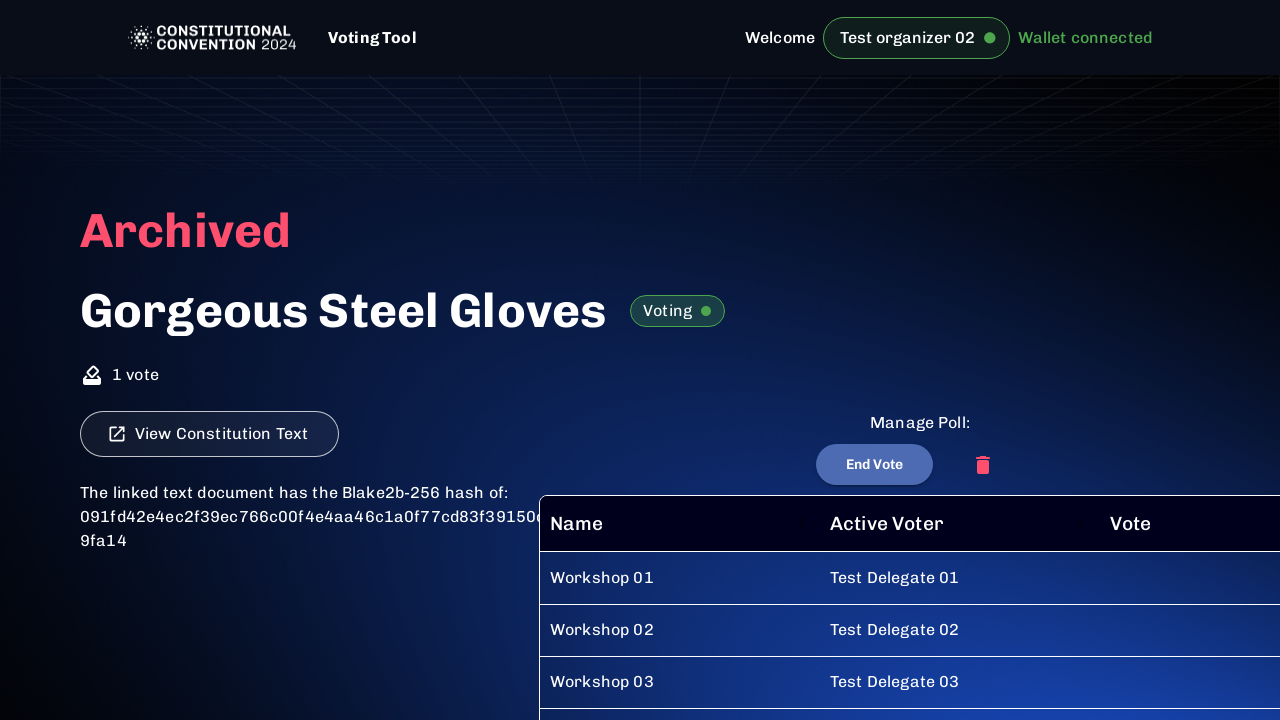 CONSTITUTIONAL
CONVENTION 2024
Voting Tool
Welcome
Test organizer 02
Wallet connected
Archived
Gorgeous Steel Gloves
Voting
1 vote
View Constitution Text
Manage Poll:
End Vote
The linked text document has the Blake2b-256 hash of:
091fd42e4ec2f39ec766c00f4e4aa46c1a0f77cd83f39150
9fa14
Name Active Voter Vote
Workshop 01 Test Delegate 01
Workshop 02 Test Delegate 02
Workshop 03 Test Delegate 03